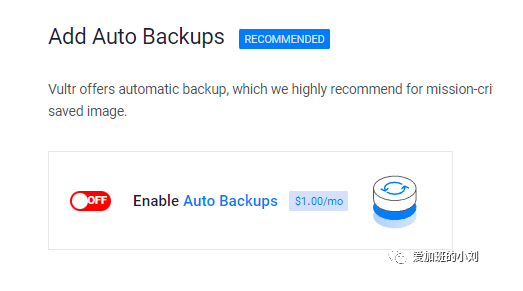 Add Auto Backups RECOMMENDED
Vultr offers automatic backup, which we highly recommend for mission-cri
saved image.
OFF Enable Auto Backups $1.00/mo
爱加班的小刘